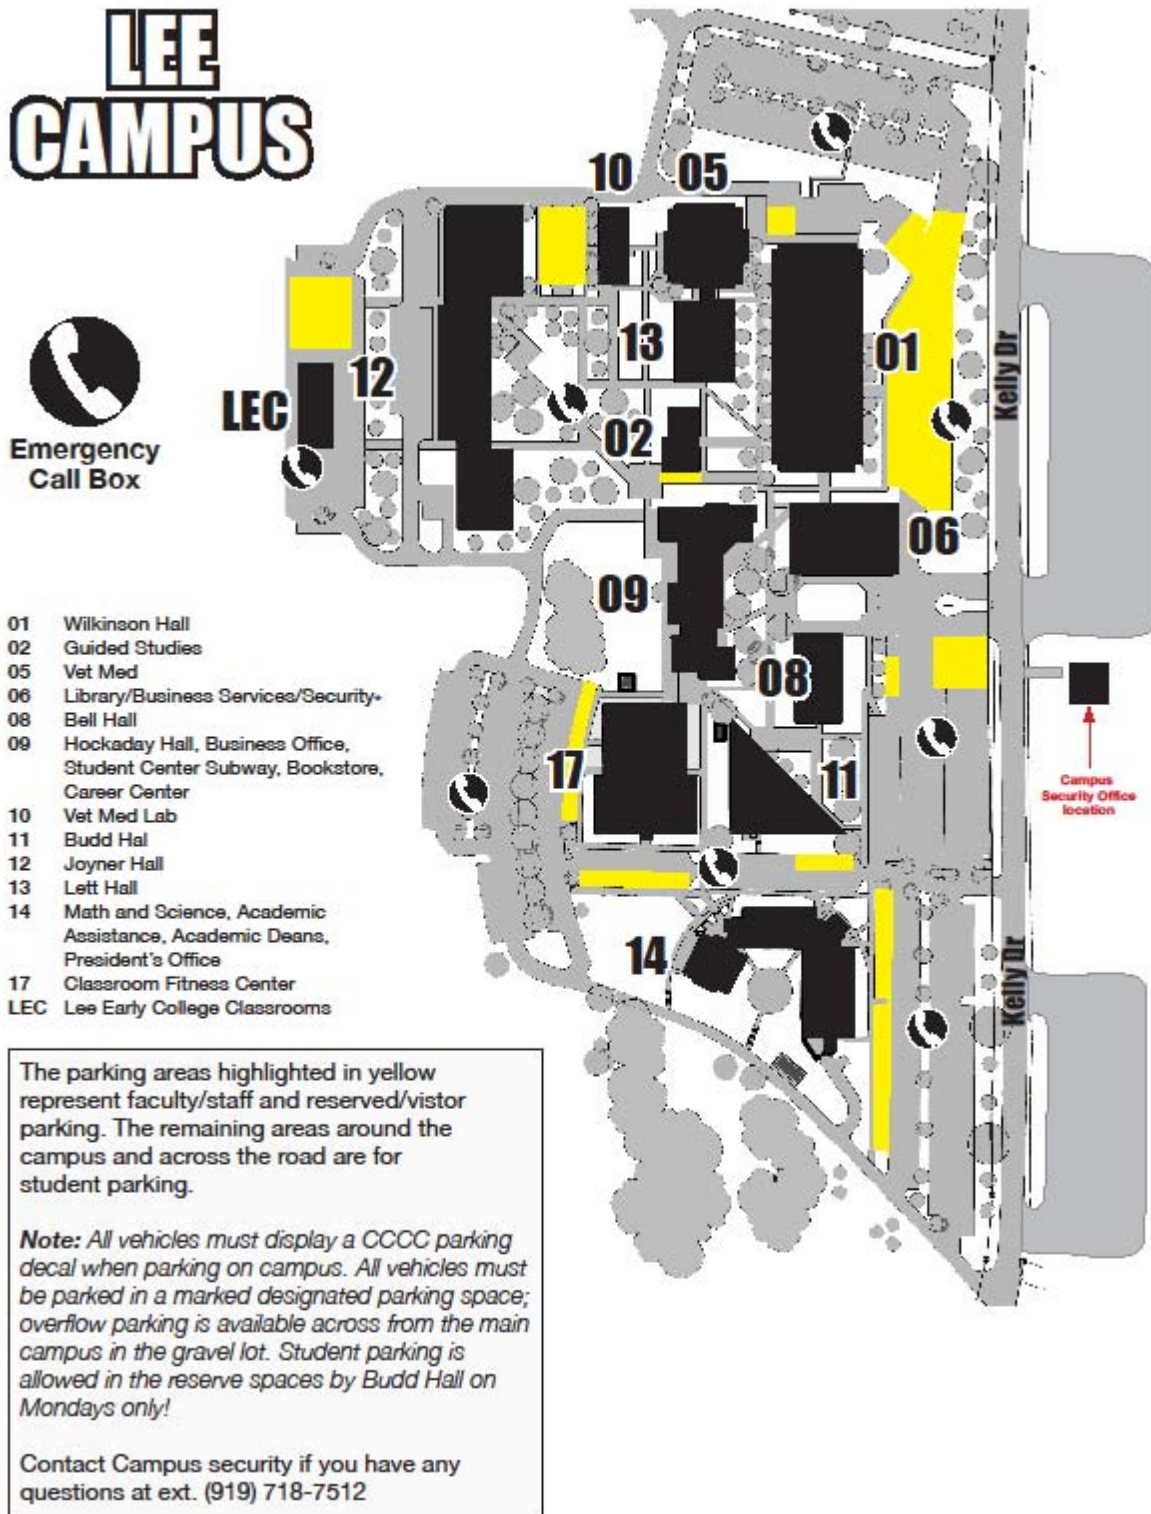 LEE
CAMPUS
10
05
Emergency
Call Box
LEC
12
13
02
01
Kelly Dr
06
09
08
17
11
14
Kelly Dr
Campus
Security Office
location
01 Wilkinson Hall
02 Guided Studies
05 Vet Med
06 Library/Business Services/Security*
08 Bell Hall
09 Hockaday Hall, Business Office,
Student Center Subway, Bookstore,
Career Center
10 Vet Med Lab
11 Budd Hal
12 Joyner Hall
13 Lett Hall
14 Math and Science, Academic
Assistance, Academic Deans,
President's Office
17 Classroom Fitness Center
LEC Lee Early College Classrooms
The parking areas highlighted in yellow
represent faculty/staff and reserved/vistor
parking. The remaining areas around the
campus and across the road are for
student parking.
Note: All vehicles must display a CCCC parking
decal when parking on campus. All vehicles must
be parked in a marked designated parking space;
overflow parking is available across from the main
campus in the gravel lot. Student parking is
allowed in the reserve spaces by Budd Hall on
Mondays only!
Contact Campus security if you have any
questions at ext. (919) 718-7512